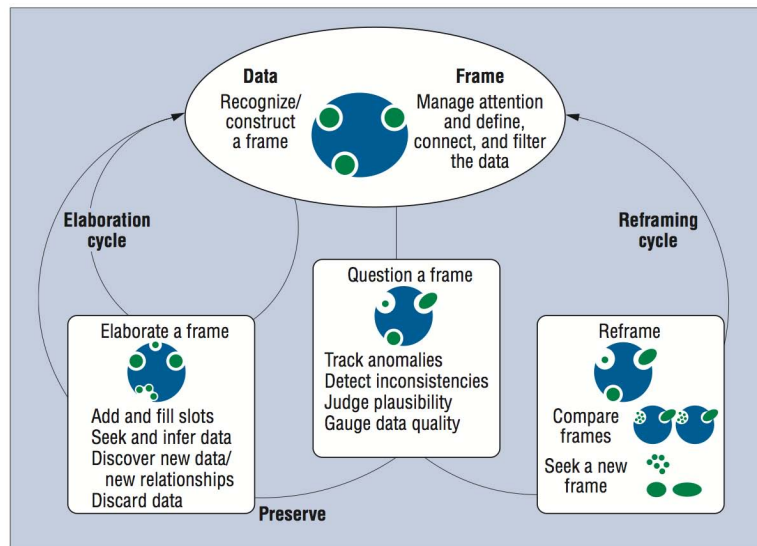 Data
Recognize/
construct
a frame
Frame
Manage attention
and define,
connect, and filter
the data
Elaboration
cycle
Reframing
cycle
Question a frame
Track anomalies
Detect inconsistencies
Judge plausibility
Gauge data quality
Elaborate a frame
Add and fill slots
Seek and infer data
Discover new data/
new relationships
Discard data
Reframe
Compare
frames
Seek a new
frame
Preserve